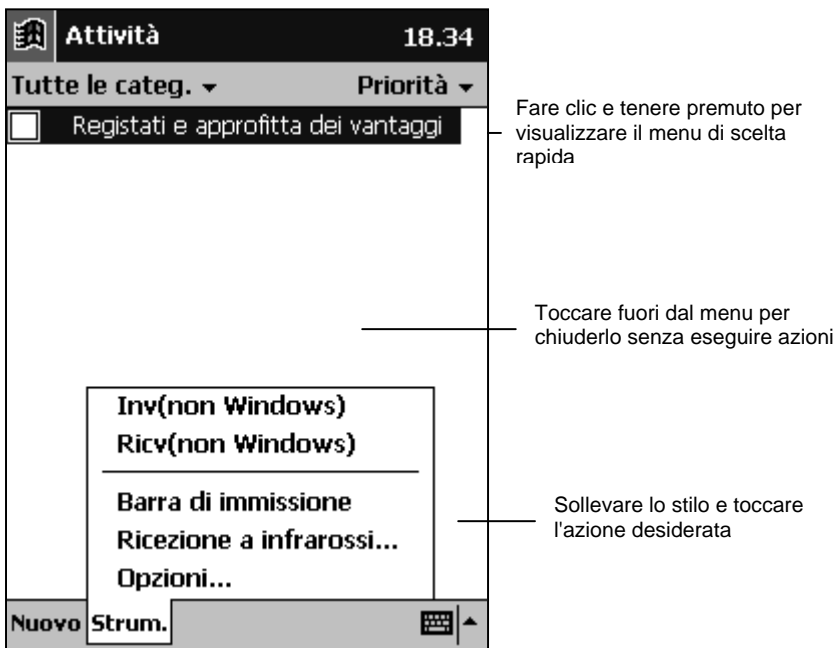 Attività 18.34
Tutte le categ. Priorità
Registati e approfitta dei vantaggi
Fare clic e tenere premuto per
visualizzare il menu di scelta
rapida
Toccare fuori dal menu per
chiuderlo senza eseguire azioni
Inv(non Windows)
Ricv(non Windows)
Barra di immissione
Ricezione a infrarossi...
Opzioni...
Sollevare lo stilo e toccare
l'azione desiderata
Nuovo Strum.